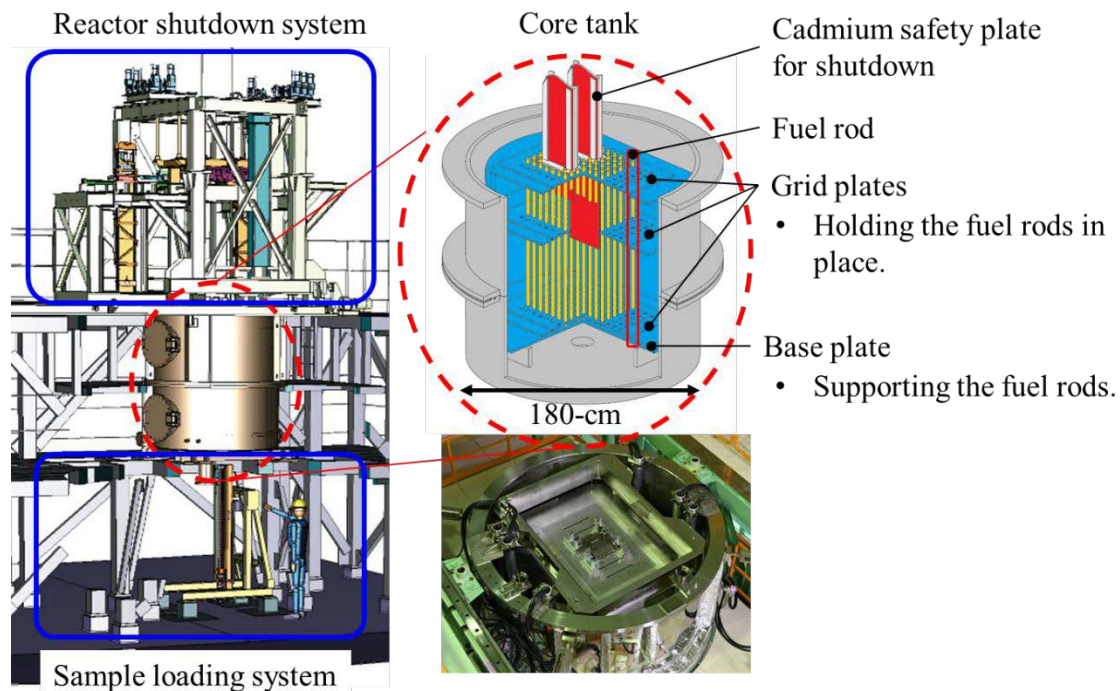 Reactor shutdown system
Core tank
Cadmium safety plate
for shutdown
Fuel rod
Grid plates
• Holding the fuel rods in
place.
Base plate
• Supporting the fuel rods.
180-cm
Sample loading system